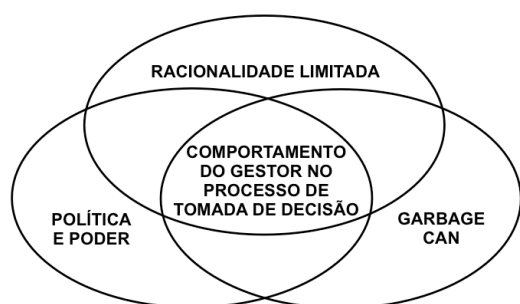 RACIONALIDADE LIMITADA
COMPORTAMENTO
DO GESTOR NO
PROCESSO DE
TOMADA DE DECISÃO
POLÍTICA
E PODER
GARBAGE
CAN